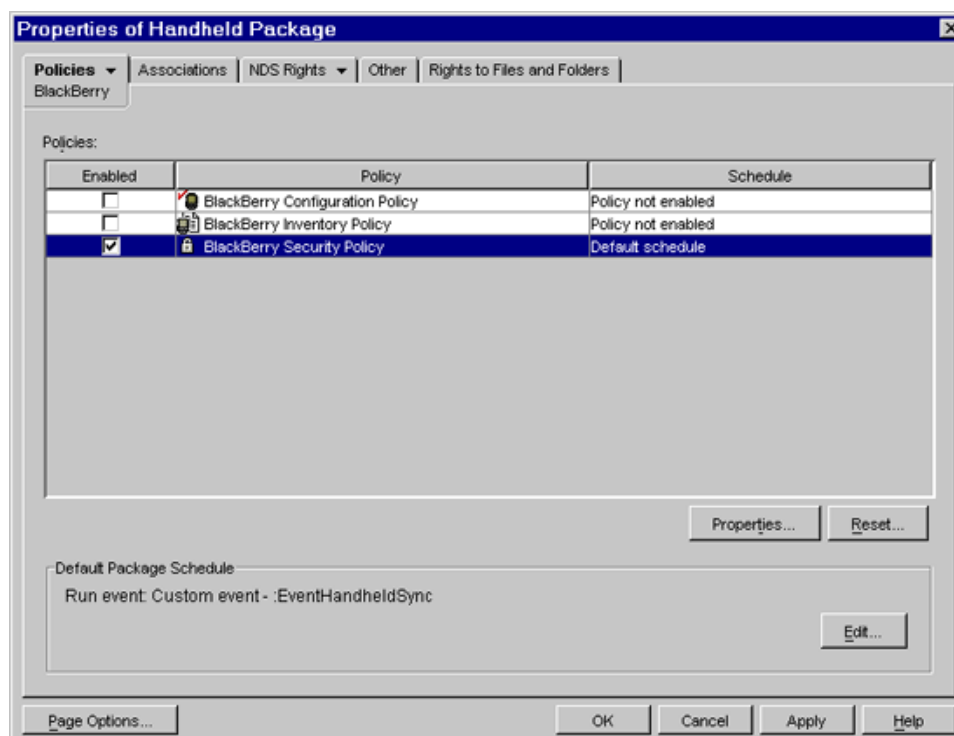 Properties of Handheld Package
Policies Associations NDS Rights Other Rights to Files and Folders
BlackBerry
Policies:
Enabled Policy Schedule
BlackBerry Configuration Policy Policy not enabled
BlackBerry Inventory Policy Policy not enabled
BlackBerry Security Policy Default schedule
Properties... Reset...
Default Package Schedule
Run event: Custom event - :EventHandheldSync
Edit...
Page Options... OK Cancel Apply Help